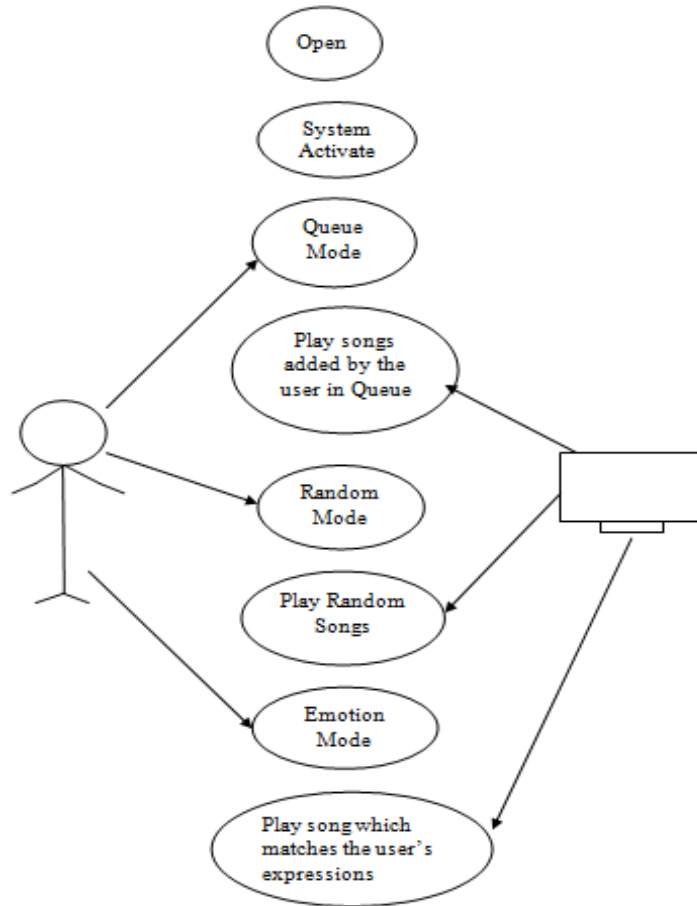 Open
System
Activate
Queue
Mode
Play songs
added by the
user in Queue
Random
Mode
Play Random
Songs
Emotion
Mode
Play song which
matches the user's
expressions